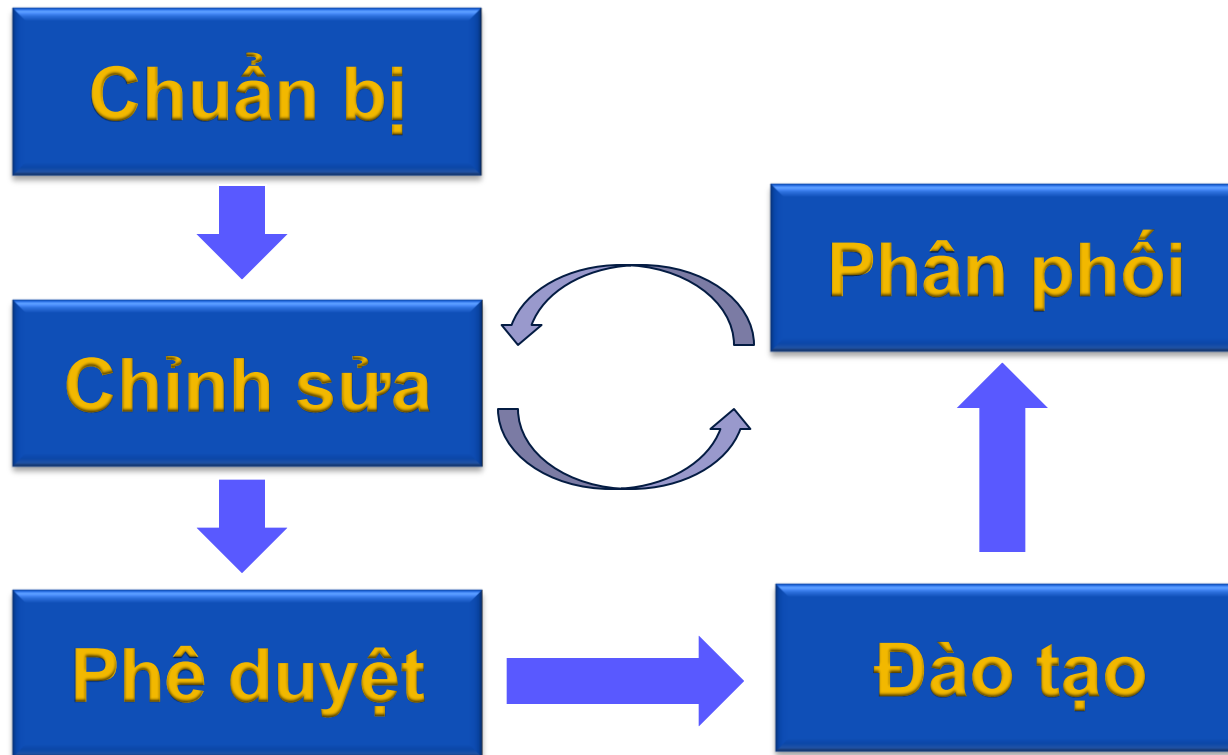 Chuẩn bị
Chỉnh sửa
Phê duyệt
Đào tạo
Phân phối